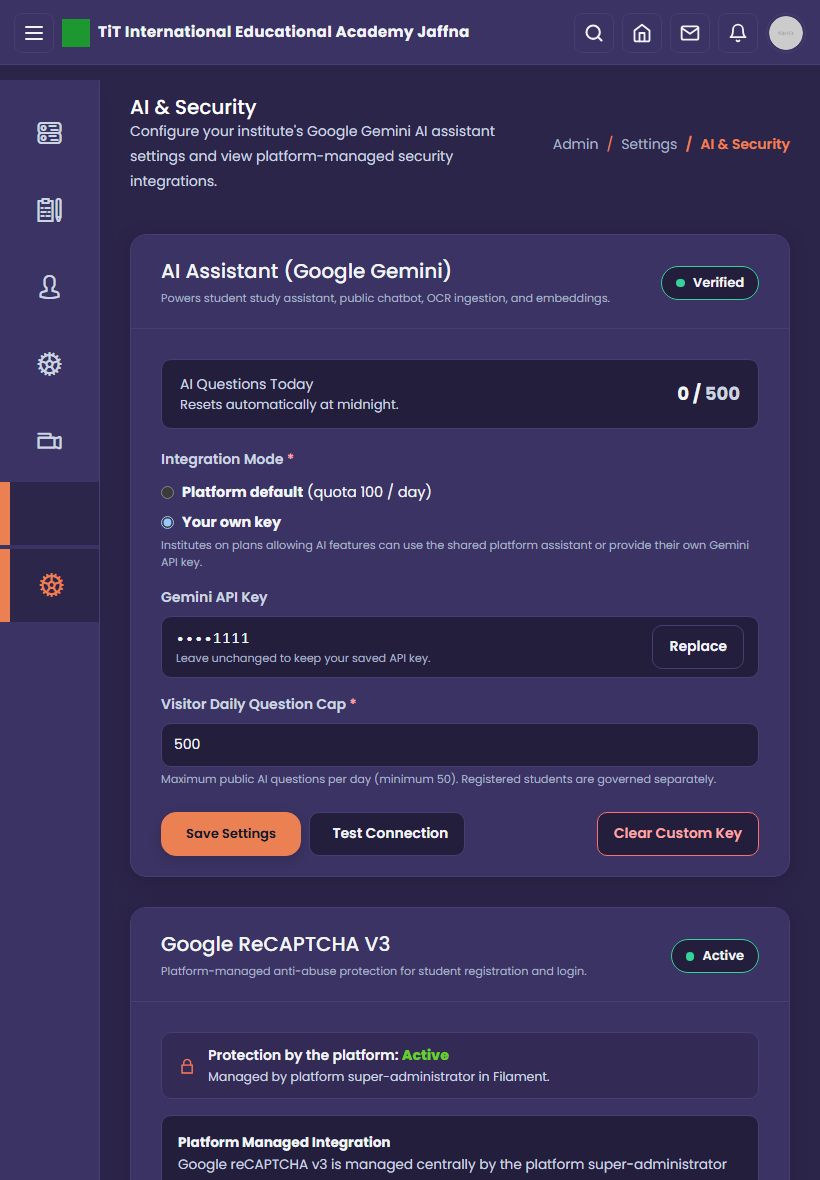 TiT International Educational Academy Jaffna
AI & Security
Configure your institute's Google Gemini AI assistant
settings and view platform-managed security
integrations.
Admin / Settings / AI & Security
AI Assistant (Google Gemini)
Powers student study assistant, public chatbot, OCR ingestion, and embeddings.
Verified
AI Questions Today
Resets automatically at midnight.
0 / 500
Integration Mode *
Platform default (quota 100 / day)
Your own key
Institutes on plans allowing AI features can use the shared platform assistant or provide their own Gemini
API key.
Gemini API Key
••••1111
Leave unchanged to keep your saved API key.
Replace
Visitor Daily Question Cap *
500
Maximum public AI questions per day (minimum 50). Registered students are governed separately.
Save Settings
Test Connection
Clear Custom Key
Google ReCAPTCHA V3
Platform-managed anti-abuse protection for student registration and login.
Active
Protection by the platform: Active
Managed by platform super-administrator in Filament.
Platform Managed Integration
Google reCAPTCHA v3 is managed centrally by the platform super-administrator